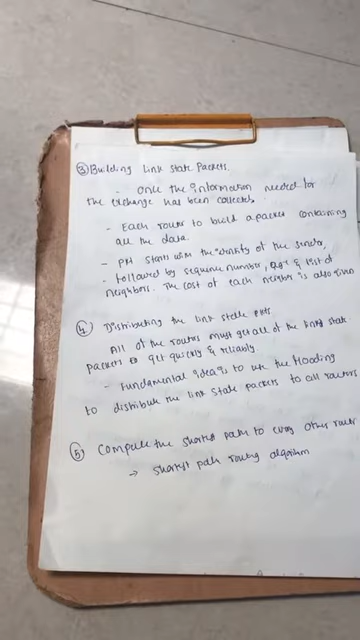 ③ Building Link State Packets.
- Once the information needed for
the exchange has been collected,
- Each router to build a packet containing
all the data.
- Pkt starts with the identity of the sender,
- followed by sequence number, Age & list of
neighbors. The cost of each neighbor is also given
④ Distributing the link state pkts.
All of the routers must get all of the link state
packets to get quickly & reliably
- Fundamental idea is to use the flooding
to distribute the link state packets to all routers
⑤ Compute the shortest path to every other router
→ shortest path routing algorithm